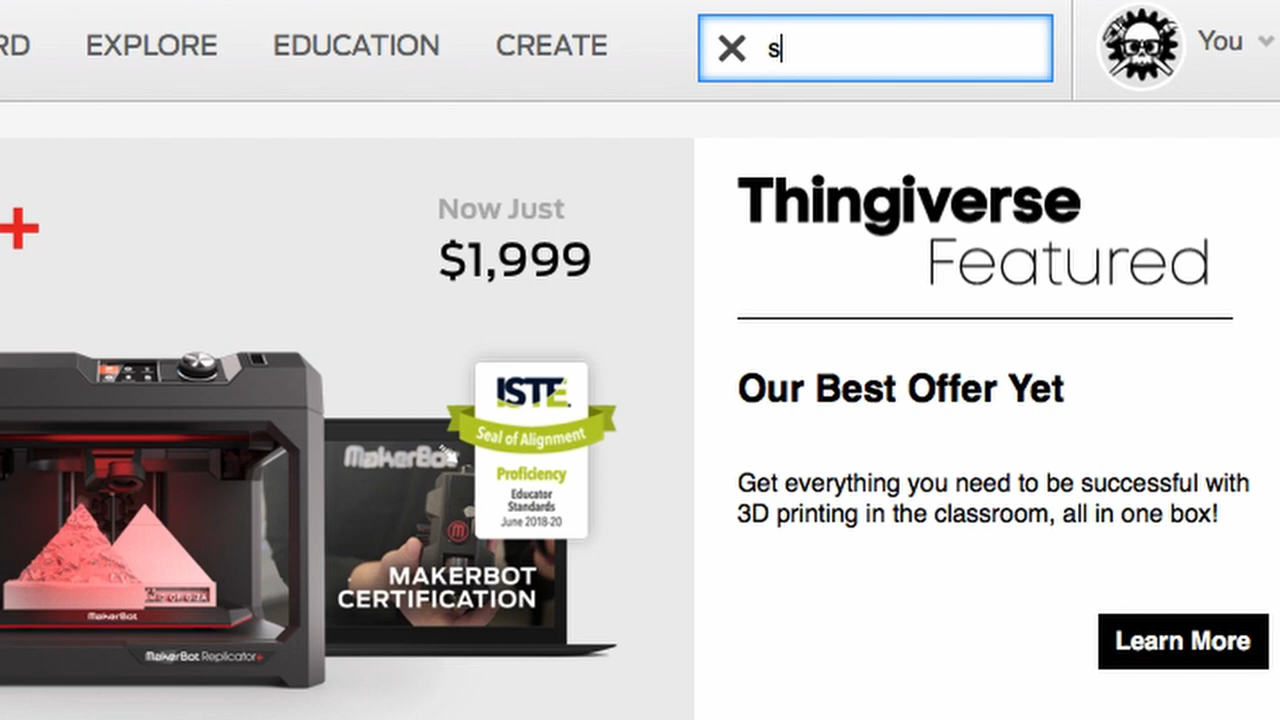 RD EXPLORE EDUCATION CREATE
s
You
+
Now Just
$1,999
Thingiverse
Featured
Our Best Offer Yet
Get everything you need to be successful with
3D printing in the classroom, all in one box!
Learn More
ISTE.
Seal of Alignment
Proficiency
Educator
Standards
June 2018-20
MakerBot
MAKERBOT
CERTIFICATION
MakerBot
MakerBot Replicator+